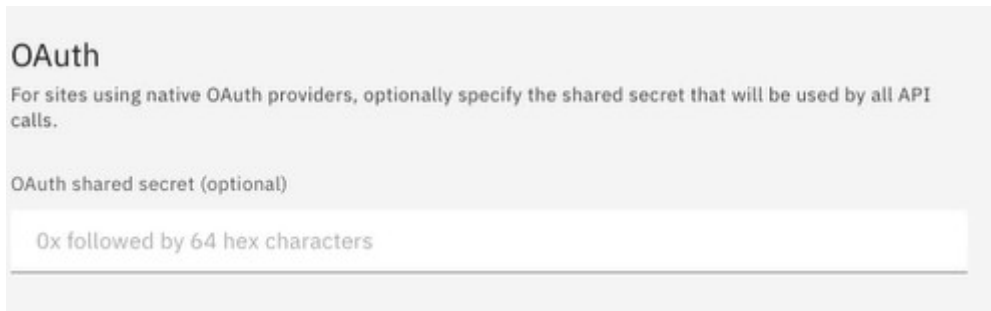 OAuth
For sites using native OAuth providers, optionally specify the shared secret that will be used by all API
calls.
OAuth shared secret (optional)
0x followed by 64 hex characters